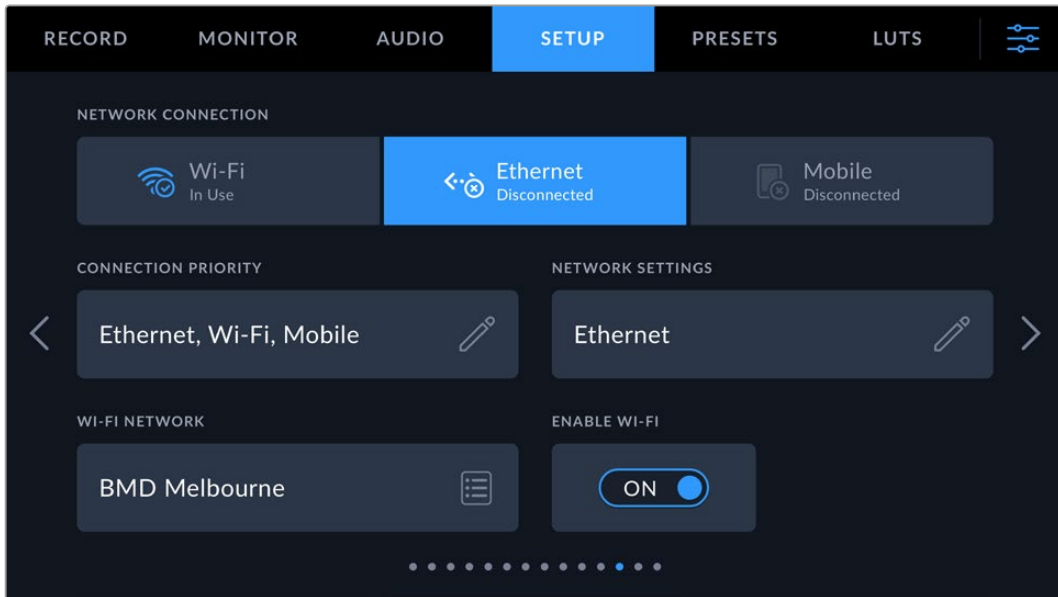 RECORD MONITOR AUDIO SETUP PRESETS LUTS
NETWORK CONNECTION
Wi-Fi
In Use
Ethernet
Disconnected
Mobile
Disconnected
CONNECTION PRIORITY
Ethernet, Wi-Fi, Mobile
NETWORK SETTINGS
Ethernet
WI-FI NETWORK
BMD Melbourne
ENABLE WI-FI
ON